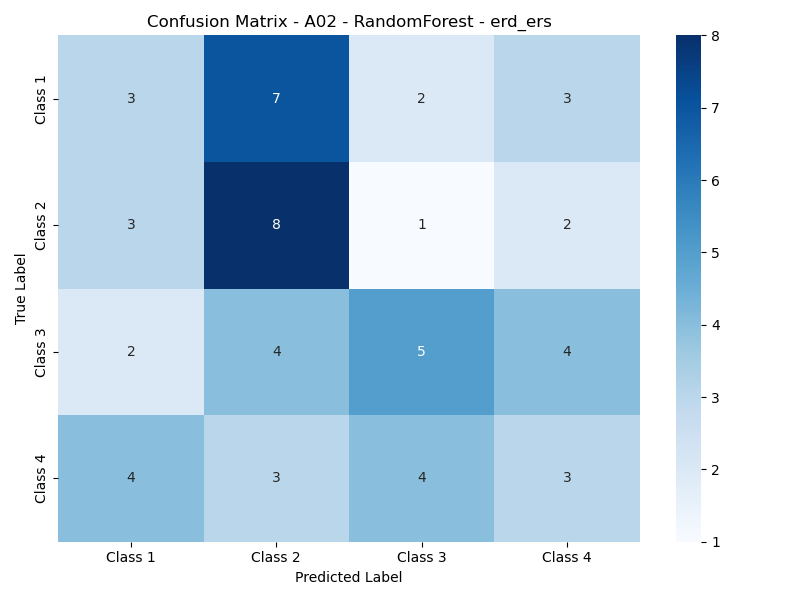 Confusion Matrix - A02 - RandomForest - erd_ers
True Label
Class 1
3 7 2 3
Class 2
3 8 1 2
Class 3
2 4 5 4
Class 4
4 3 4 3
Class 1 Class 2 Class 3 Class 4
Predicted Label
8
7
6
5
4
3
2
1